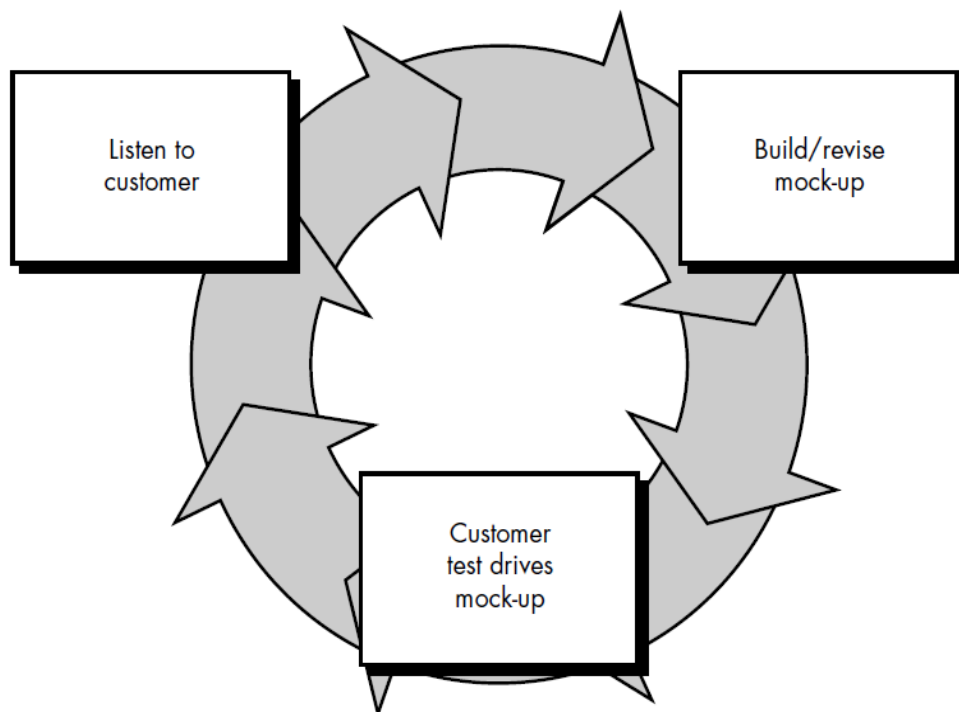 Listen to
customer
Build/revise
mock-up
Customer
test drives
mock-up